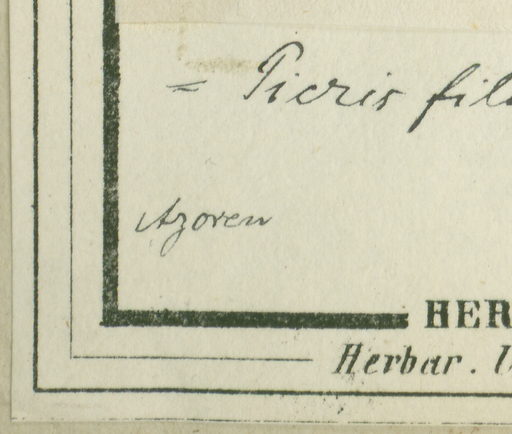 = Picris fil
Azoren
HER
Herbar.